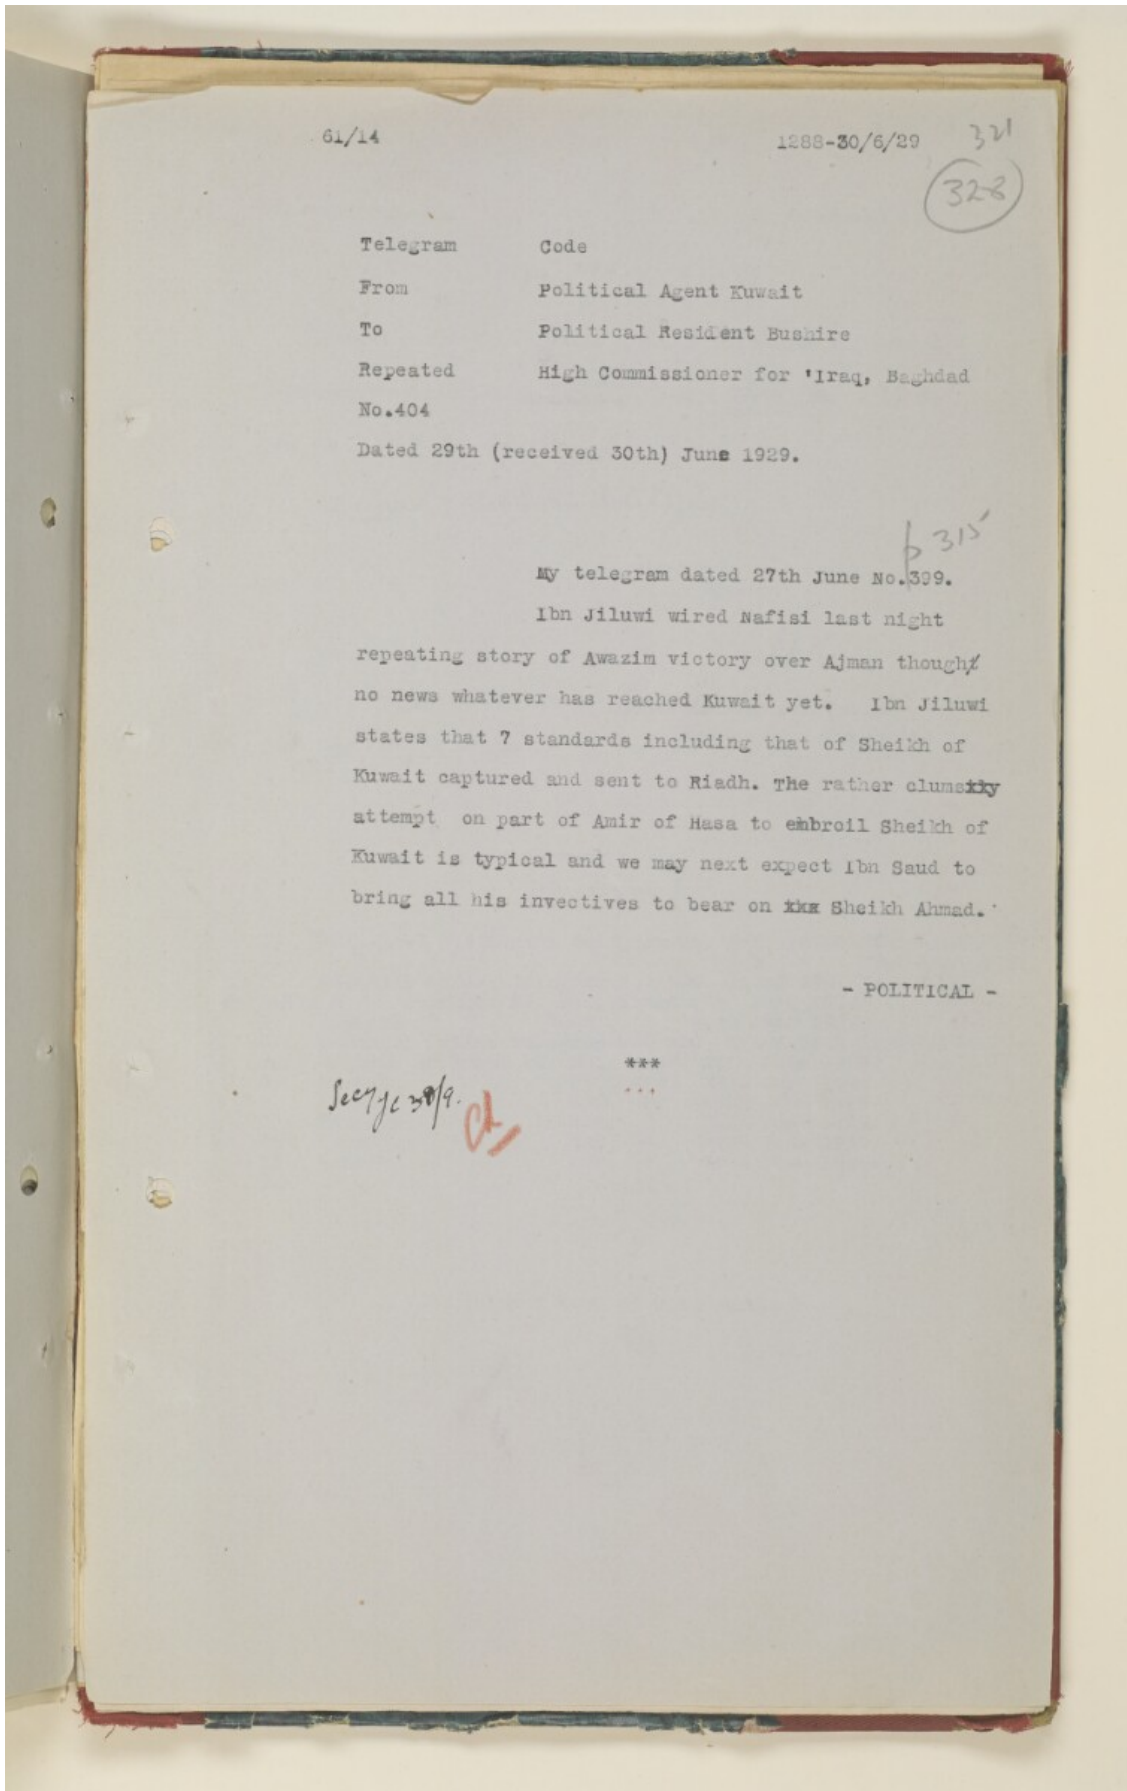 61/14 1288-30/6/29 321
328
Telegram Code
From Political Agent Kuwait
To Political Resident Bushire
Repeated High Commissioner for 'Iraq, Baghdad
No.404
Dated 29th (received 30th) June 1929.
p 315
My telegram dated 27th June No.399.
Ibn Jiluwi wired Nafisi last night
repeating story of Awazim victory over Ajman though
no news whatever has reached Kuwait yet. Ibn Jiluwi
states that 7 standards including that of Sheikh of
Kuwait captured and sent to Riadh. The rather clumsy
attempt on part of Amir of Hasa to embroil Sheikh of
Kuwait is typical and we may next expect Ibn Saud to
bring all his invectives to bear on Sheikh Ahmad.
- POLITICAL -
***
...